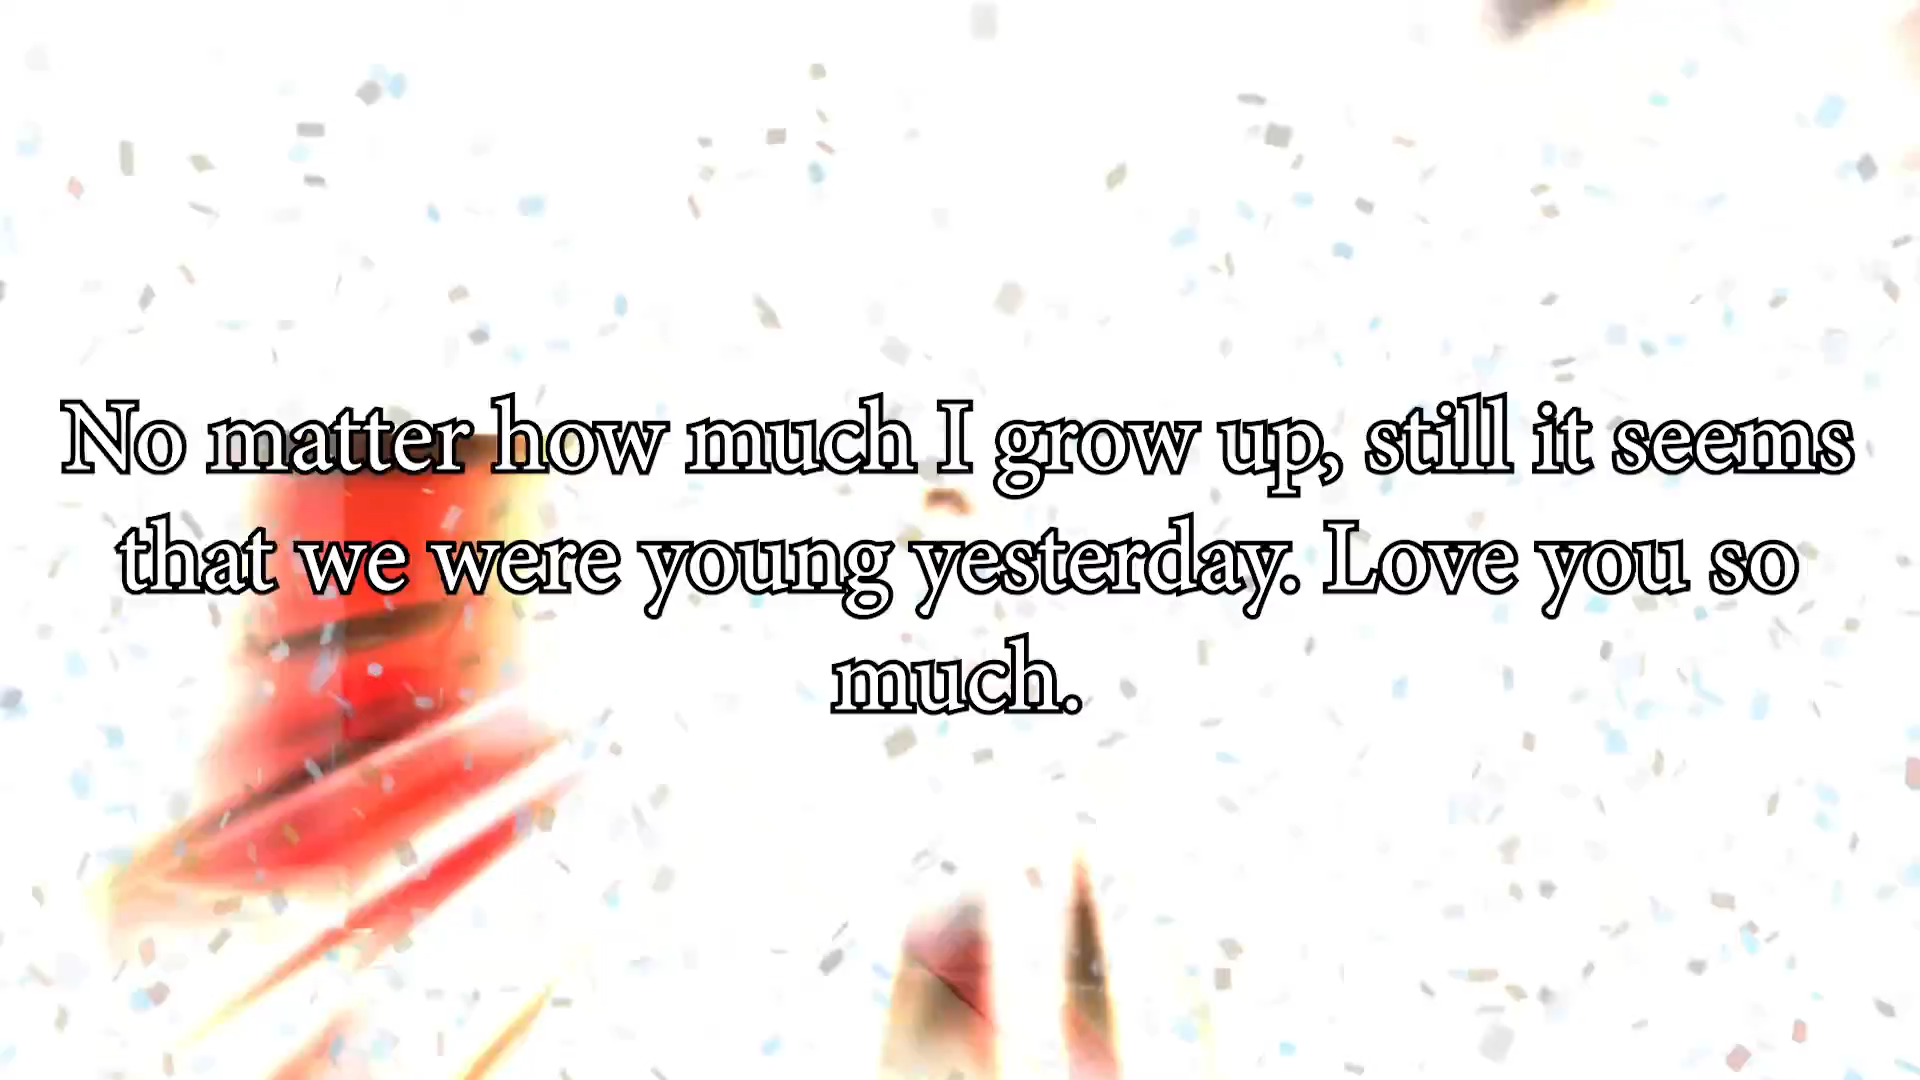 No matter how much I grow up, still it seems
that we were young yesterday. Love you so
much.